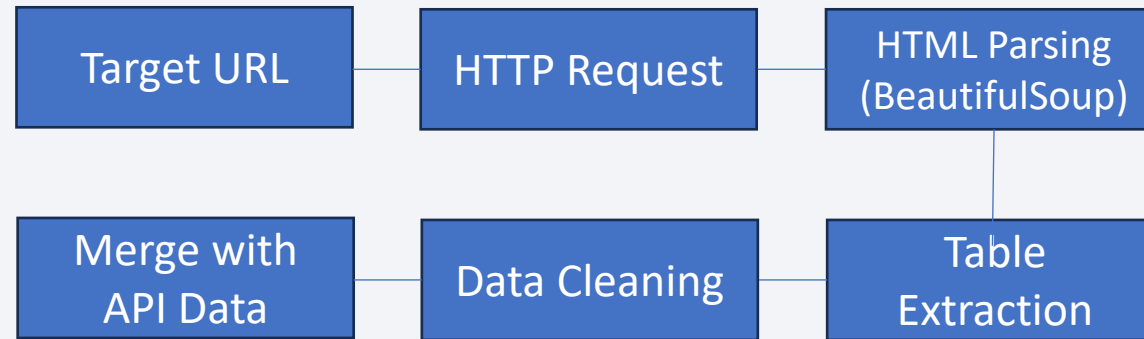 Target URL
HTTP Request
HTML Parsing
(BeautifulSoup)
Merge with
API Data
Data Cleaning
Table
Extraction